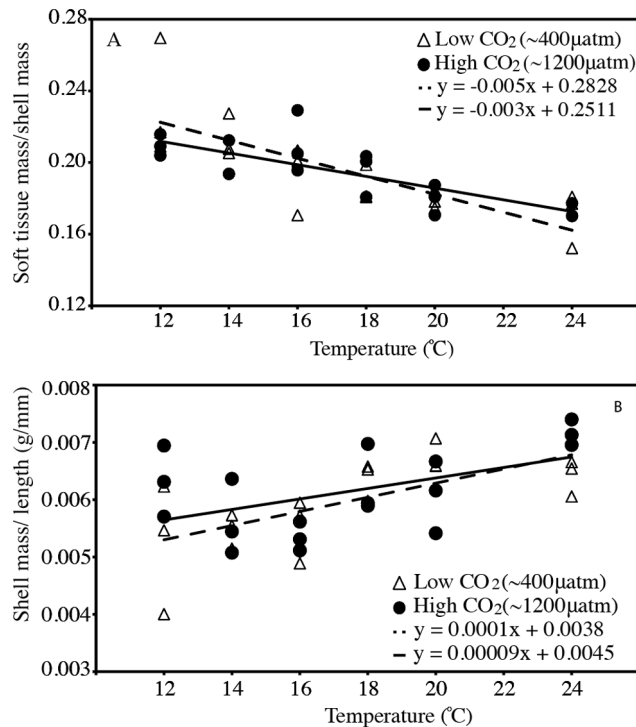 0.28
A
△ Low CO2 (~400μatm)
● High CO2 (~1200μatm)
y = -0.005x + 0.2828
y = -0.003x + 0.2511
0.24
0.20
0.16
0.12
Soft tissue mass/shell mass
12 14 16 18 20 22 24
Temperature (℃)
0.008
B
0.007
0.006
0.005
0.004
0.003
Shell mass/ length (g/mm)
△ Low CO2 (~400μatm)
● High CO2 (~1200μatm)
y = 0.0001x + 0.0038
y = 0.00009x + 0.0045
12 14 16 18 20 22 24
Temperature (℃)